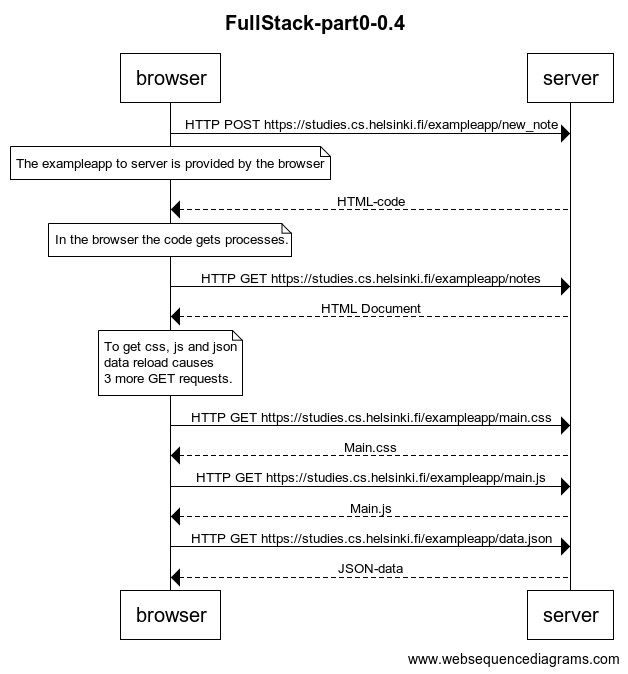 FullStack-part0-0.4
browser
server
HTTP POST https://studies.cs.helsinki.fi/exampleapp/new_note
The exampleapp to server is provided by the browser
HTML-code
In the browser the code gets processes.
HTTP GET https://studies.cs.helsinki.fi/exampleapp/notes
HTML Document
To get css, js and json
data reload causes
3 more GET requests.
HTTP GET https://studies.cs.helsinki.fi/exampleapp/main.css
Main.css
HTTP GET https://studies.cs.helsinki.fi/exampleapp/main.js
Main.js
HTTP GET https://studies.cs.helsinki.fi/exampleapp/data.json
JSON-data
browser
server
www.websequencediagrams.com